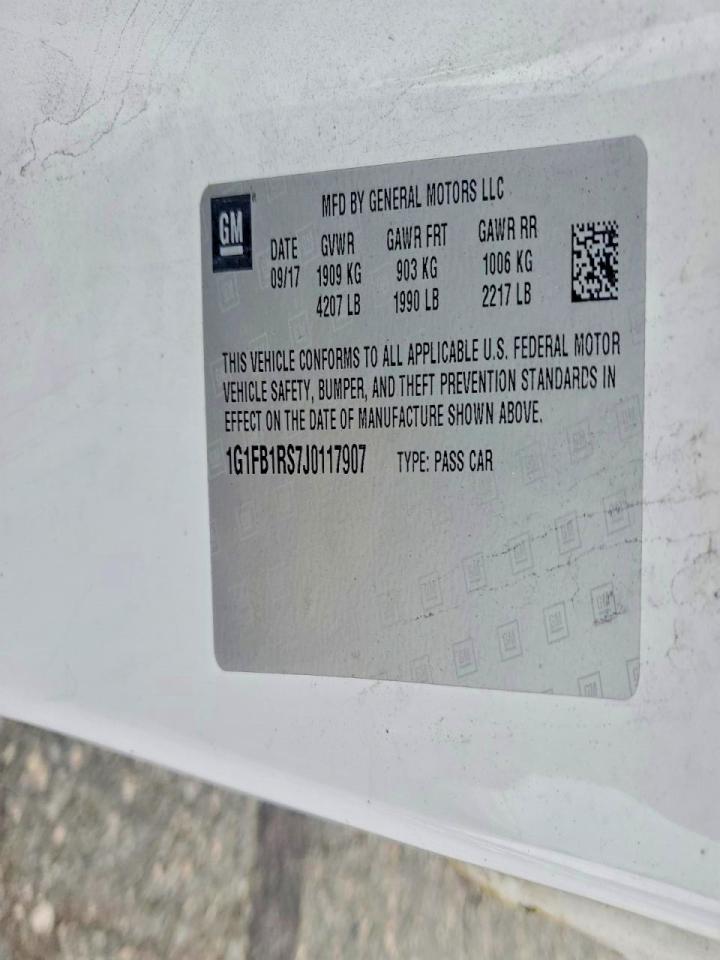 MFD BY GENERAL MOTORS LLC
GM
DATE GVWR GAWR FRT GAWR RR
09/17 1909 KG 903 KG 1006 KG
4207 LB 1990 LB 2217 LB
THIS VEHICLE CONFORMS TO ALL APPLICABLE U.S. FEDERAL MOTOR
VEHICLE SAFETY, BUMPER, AND THEFT PREVENTION STANDARDS IN
EFFECT ON THE DATE OF MANUFACTURE SHOWN ABOVE.
1G1FB1RS7J0117907 TYPE: PASS CAR